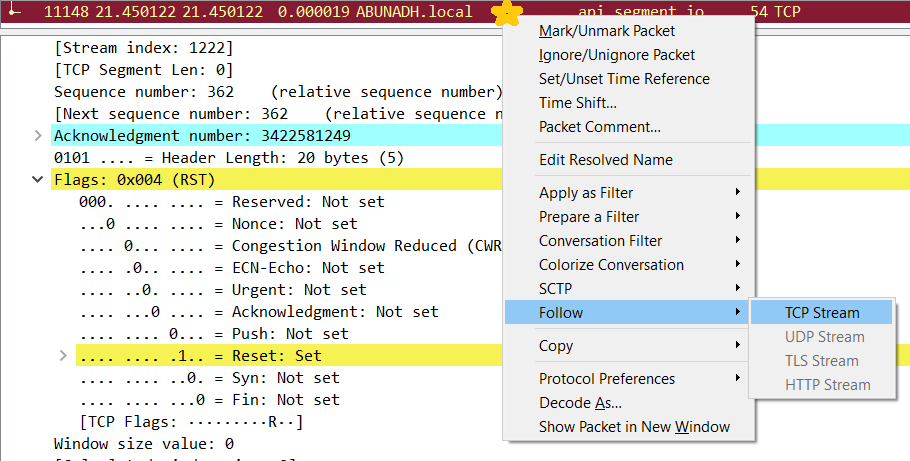 11148 21.450122 21.450122 0.000019 ABUNADH.local api.segment.io 54 TCP
[Stream index: 1222]
[TCP Segment Len: 0]
Sequence number: 362 (relative sequence number)
[Next sequence number: 362 (relative sequence n
Acknowledgment number: 3422581249
0101 .... = Header Length: 20 bytes (5)
Flags: 0x004 (RST)
000. .... .... = Reserved: Not set
...0 .... .... = Nonce: Not set
.... 0... .... = Congestion Window Reduced (CWR
.... .0.. .... = ECN-Echo: Not set
.... ..0. .... = Urgent: Not set
.... ...0 .... = Acknowledgment: Not set
.... .... 0... = Push: Not set
.... .... .1.. = Reset: Set
.... .... ..0. = Syn: Not set
.... .... ...0 = Fin: Not set
[TCP Flags: ·········R··]
Window size value: 0
Mark/Unmark Packet
Ignore/Unignore Packet
Set/Unset Time Reference
Time Shift...
Packet Comment...
Edit Resolved Name
Apply as Filter
Prepare a Filter
Conversation Filter
Colorize Conversation
SCTP
Follow
Copy
Protocol Preferences
Decode As...
Show Packet in New Window
TCP Stream
UDP Stream
TLS Stream
HTTP Stream